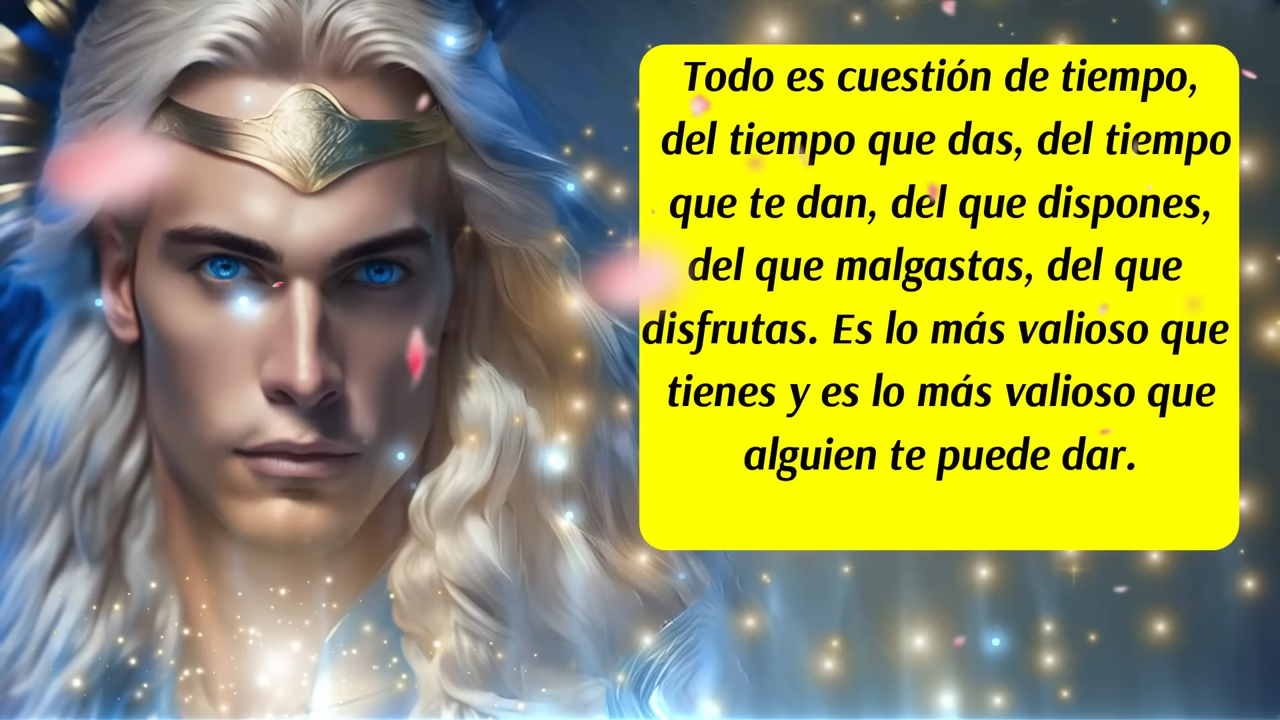 Todo es cuestión de tiempo,
del tiempo que das, del tiempo
que te dan, del que dispones,
del que malgastas, del que
disfrutas. Es lo más valioso que
tienes y es lo más valioso que
alguien te puede dar.